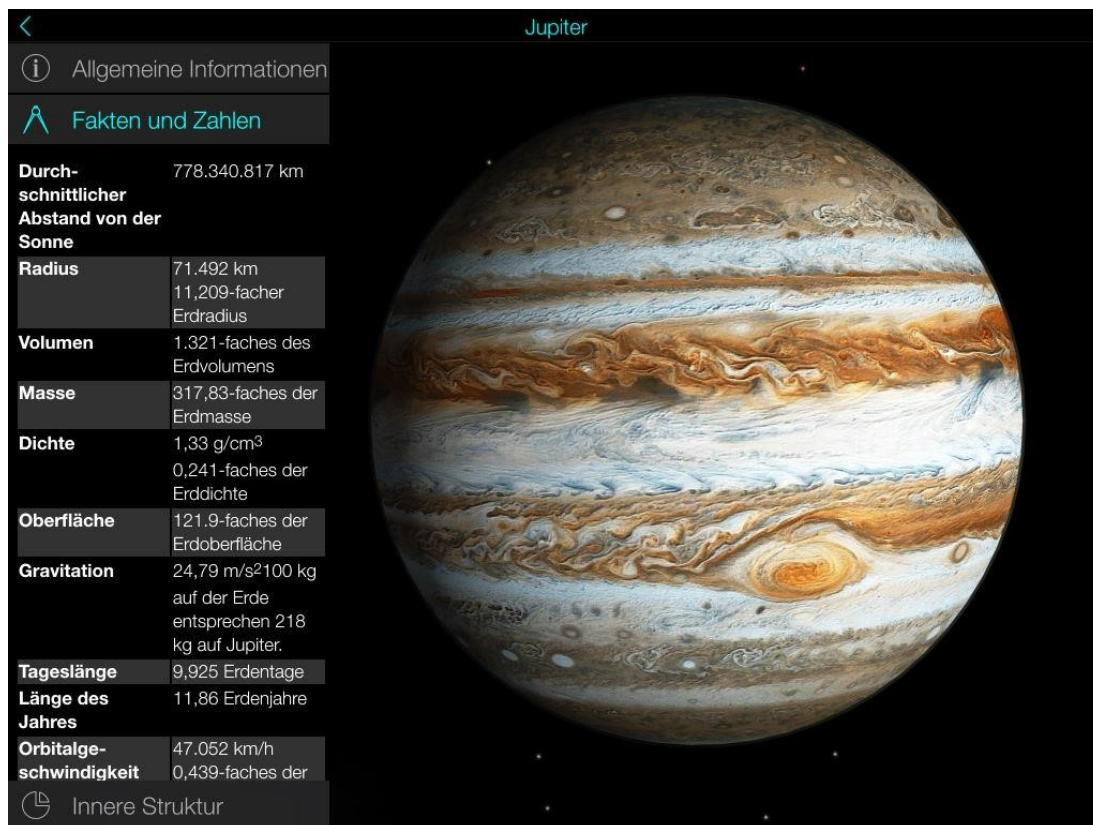 Jupiter
Allgemeine Informationen
Fakten und Zahlen
Durch-
schnittlicher
Abstand von der
Sonne
778.340.817 km
Radius
71.492 km
11,209-facher
Erdradius
Volumen
1.321-faches des
Erdvolumens
Masse
317,83-faches der
Erdmasse
Dichte
1,33 g/cm³
0,241-faches der
Erddichte
Oberfläche
121.9-faches der
Erdoberfläche
Gravitation
24,79 m/s²100 kg
auf der Erde
entsprechen 218
kg auf Jupiter.
Tageslänge
9,925 Erdentage
Länge des
Jahres
11,86 Erdenjahre
Orbitalge-
schwindigkeit
47.052 km/h
0,439-faches der
Innere Struktur